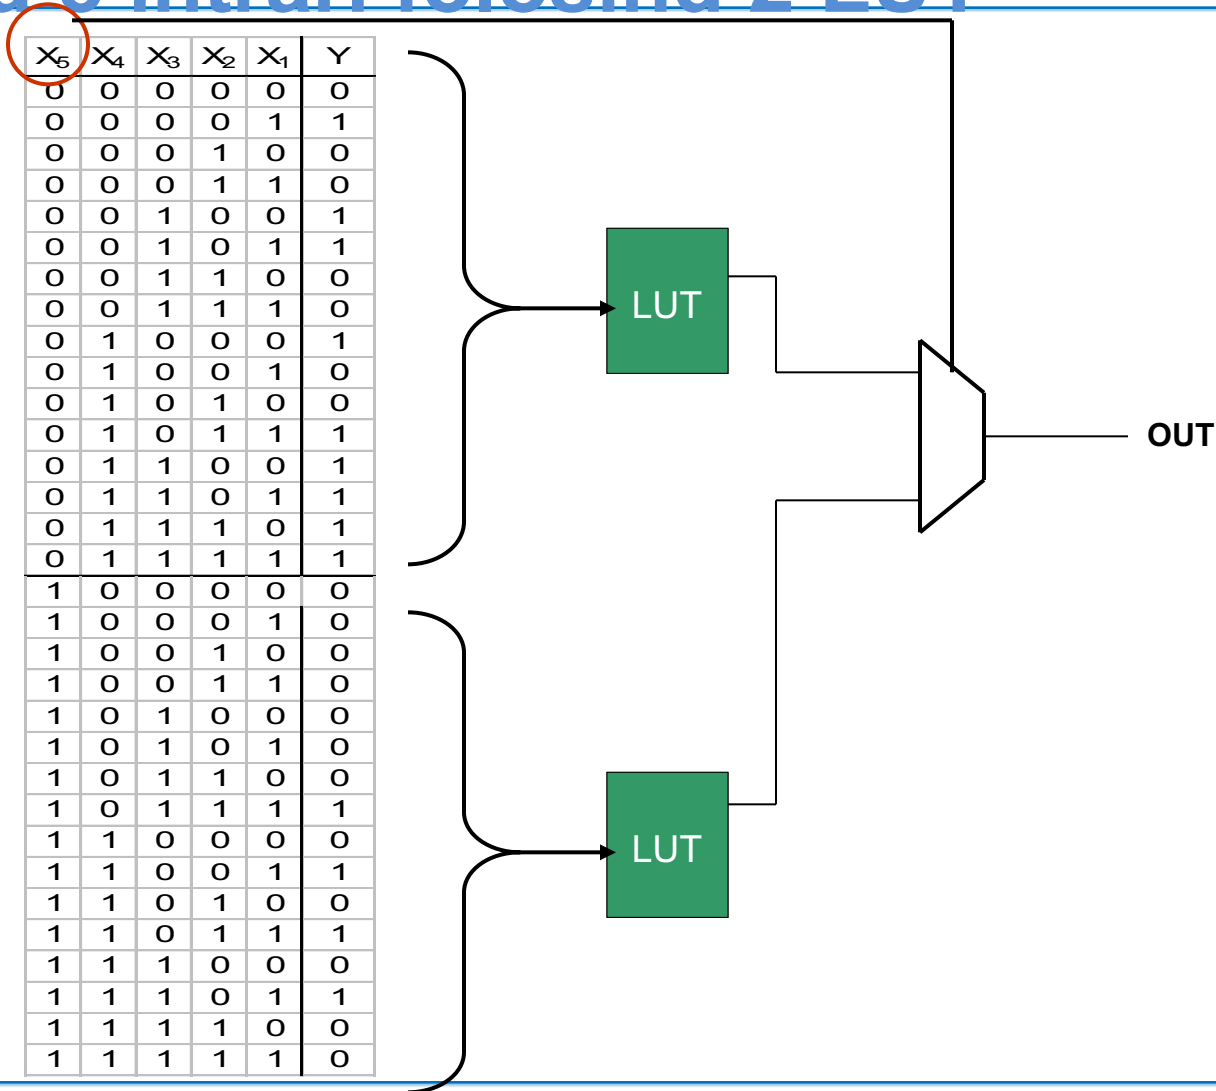 folosind 2 LUT
X5 X4 X3 X2 X1 Y
0 0 0 0 0 0
0 0 0 0 1 1
0 0 0 1 0 0
0 0 0 1 1 0
0 0 1 0 0 1
0 0 1 0 1 1
0 0 1 1 0 0
0 0 1 1 1 0
0 1 0 0 0 1
0 1 0 0 1 0
0 1 0 1 0 0
0 1 0 1 1 1
0 1 1 0 0 1
0 1 1 0 1 1
0 1 1 1 0 1
0 1 1 1 1 1
1 0 0 0 0 0
1 0 0 0 1 0
1 0 0 1 0 0
1 0 0 1 1 0
1 0 1 0 0 0
1 0 1 0 1 0
1 0 1 1 0 0
1 0 1 1 1 1
1 1 0 0 0 0
1 1 0 0 1 1
1 1 0 1 0 0
1 1 0 1 1 1
1 1 1 0 0 0
1 1 1 0 1 1
1 1 1 1 0 0
1 1 1 1 1 0
LUT
OUT
LUT